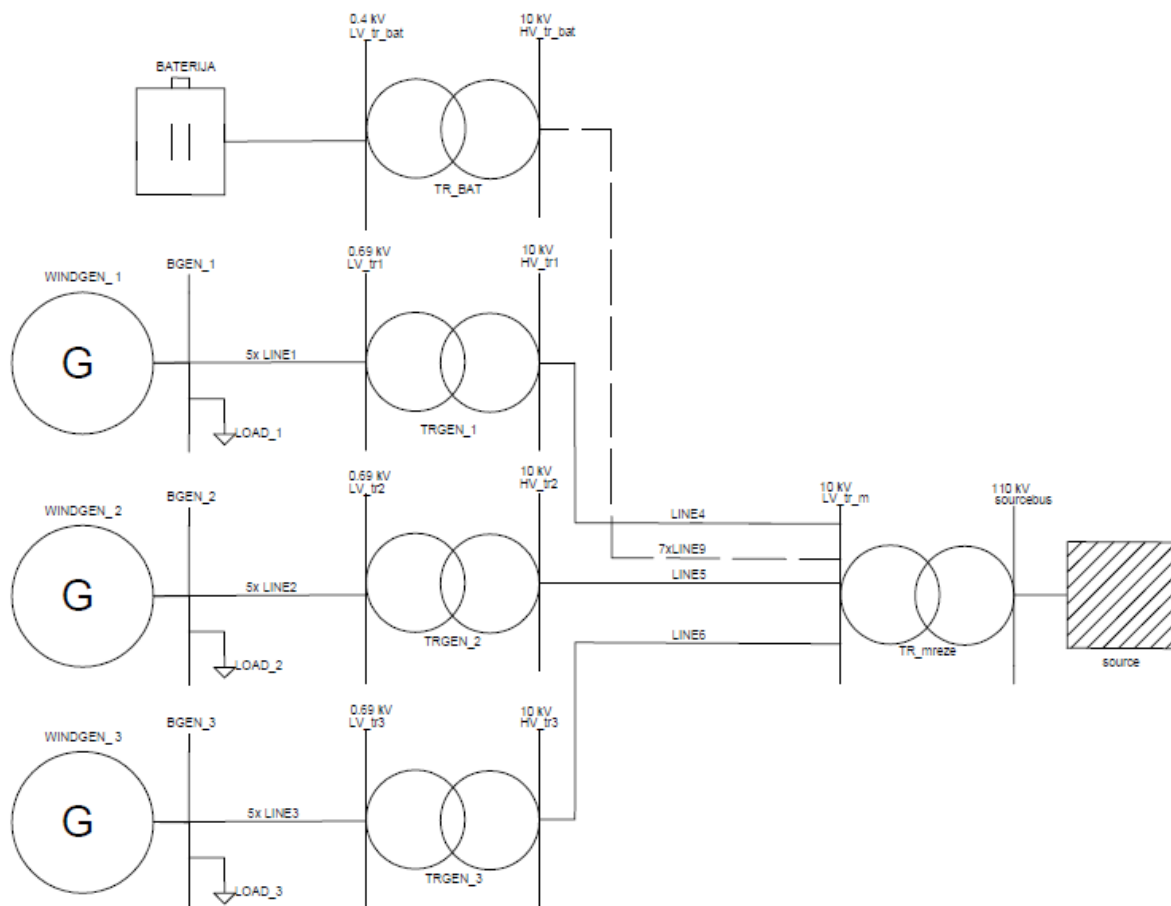 0.4 kV
LV_tr_bat
10 kV
HV_tr_bat
BATERIJA
TR_BAT
0.69 kV
LV_tr1
10 kV
HV_tr1
WINDGEN_1
BGEN_1
G
5x LINE1
LOAD_1
TRGEN_1
0.69 kV
LV_tr2
10 kV
HV_tr2
WINDGEN_2
BGEN_2
G
5x LINE2
LOAD_2
TRGEN_2
0.69 kV
LV_tr3
10 kV
HV_tr3
WINDGEN_3
BGEN_3
G
5x LINE3
LOAD_3
TRGEN_3
LINE4
7xLINE9
LINE5
LINE6
10 kV
LV_tr_m
110 kV
sourcebus
TR_mreze
source